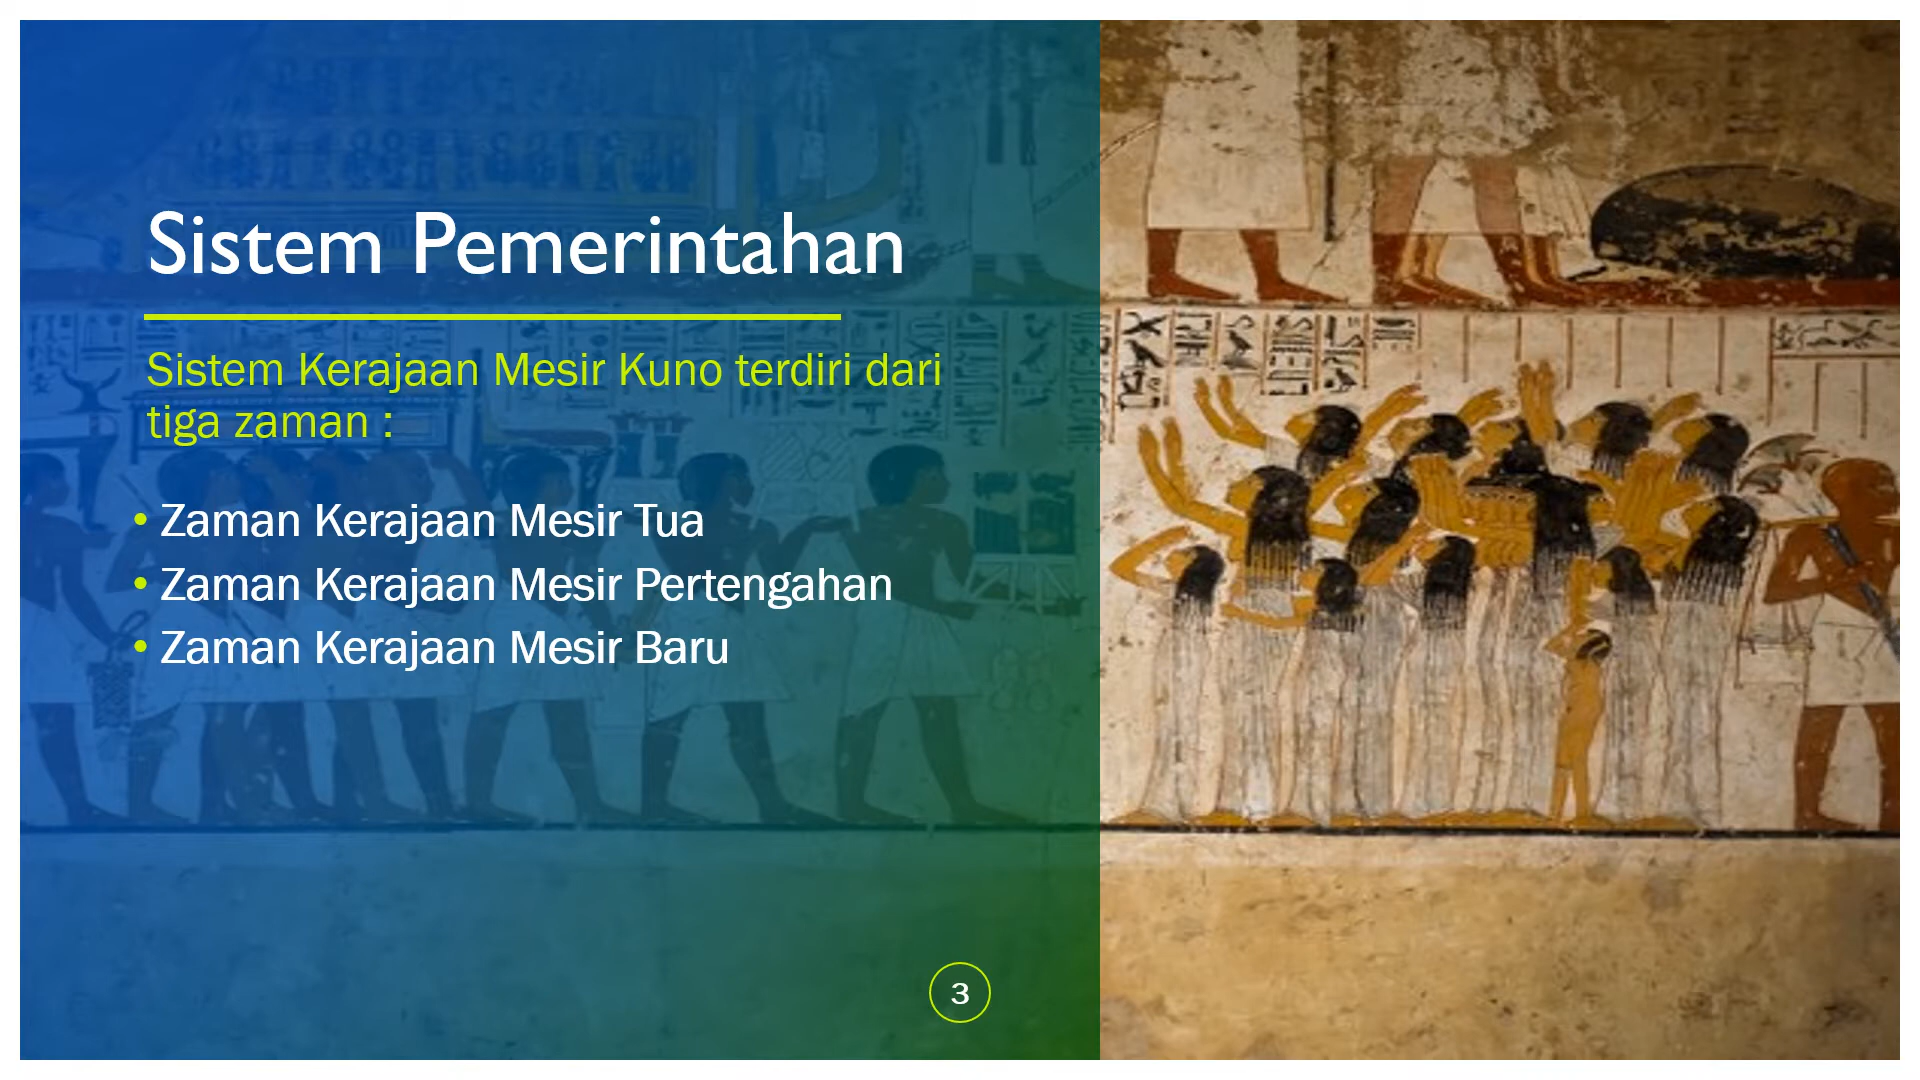 Sistem Pemerintahan
Sistem Kerajaan Mesir Kuno terdiri dari
tiga zaman :
• Zaman Kerajaan Mesir Tua
• Zaman Kerajaan Mesir Pertengahan
• Zaman Kerajaan Mesir Baru
3